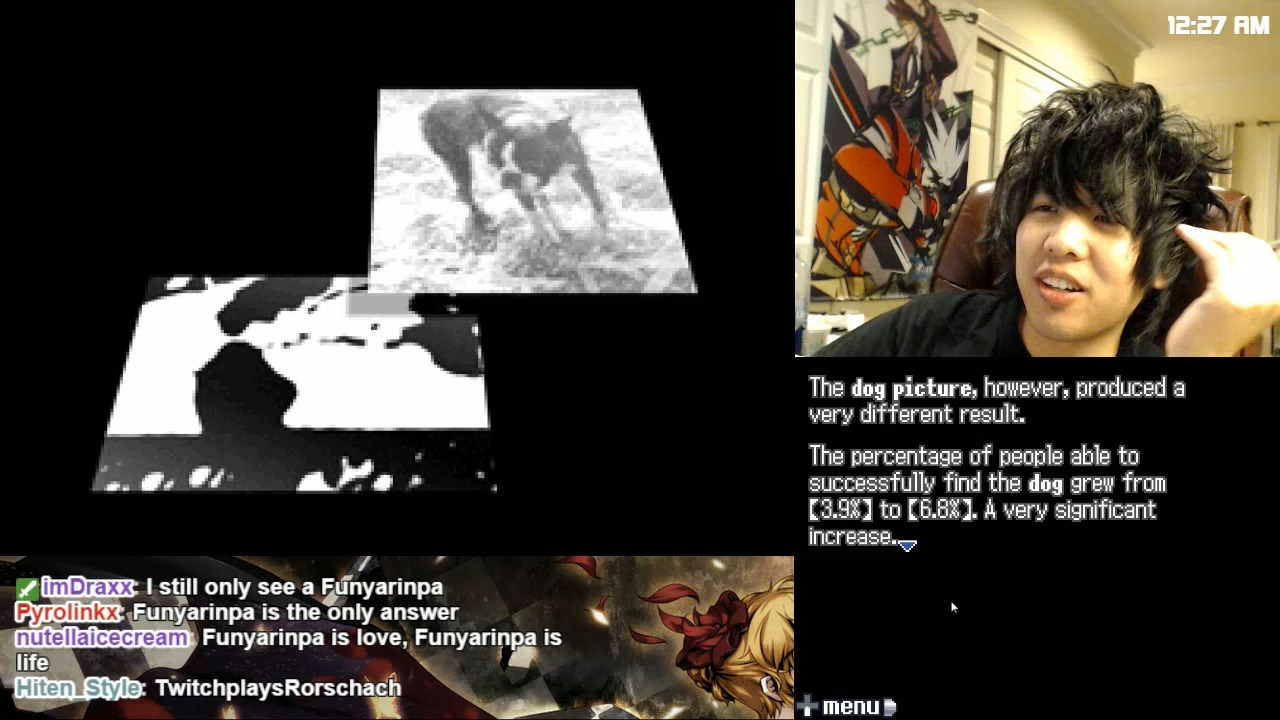 12:27 AM
The dog picture, however, produced a
very different result.
The percentage of people able to
successfully find the dog grew from
【3.9%】 to 【6.8%】. A very significant
increase.
imDraxx: I still only see a Funyarinpa
Pyrolinkx: Funyarinpa is the only answer
nutellaicecream: Funyarinpa is love, Funyarinpa is
life
Hiten_Style: TwitchplaysRorschach
menu